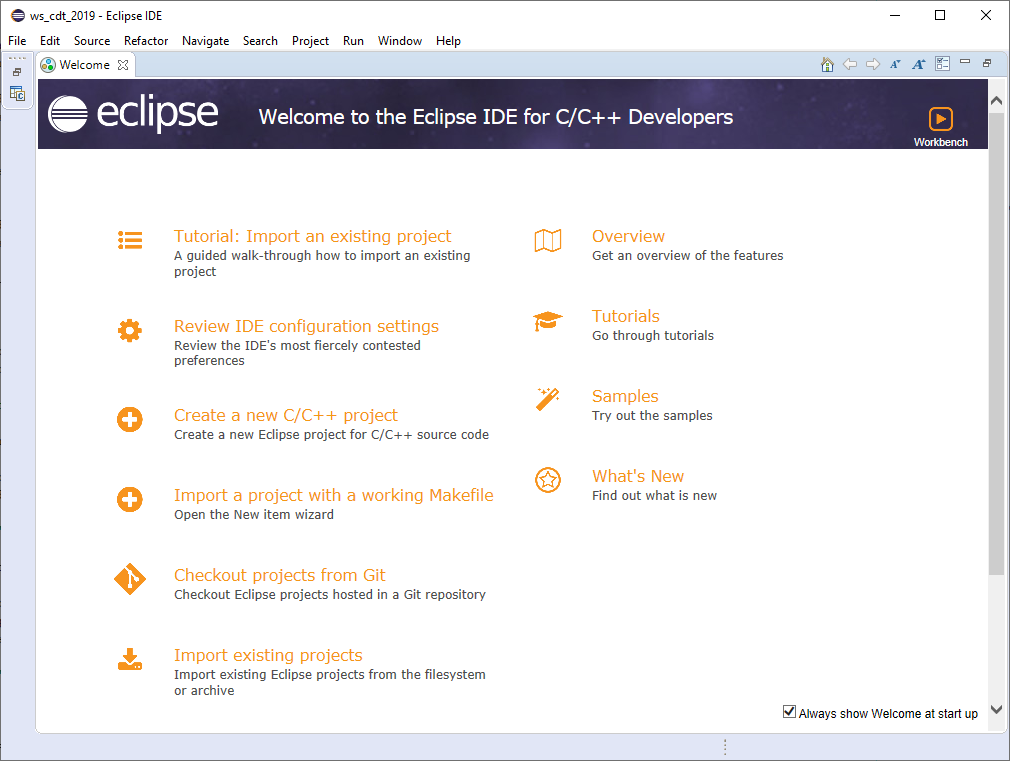 ws_cdt_2019 - Eclipse IDE
File Edit Source Refactor Navigate Search Project Run Window Help
Welcome
eclipse
Welcome to the Eclipse IDE for C/C++ Developers
Workbench
Tutorial: Import an existing project
A guided walk-through how to import an existing
project
Review IDE configuration settings
Review the IDE's most fiercely contested
preferences
Create a new C/C++ project
Create a new Eclipse project for C/C++ source code
Import a project with a working Makefile
Open the New item wizard
Checkout projects from Git
Checkout Eclipse projects hosted in a Git repository
Import existing projects
Import existing Eclipse projects from the filesystem
or archive
Overview
Get an overview of the features
Tutorials
Go through tutorials
Samples
Try out the samples
What's New
Find out what is new
Always show Welcome at start up